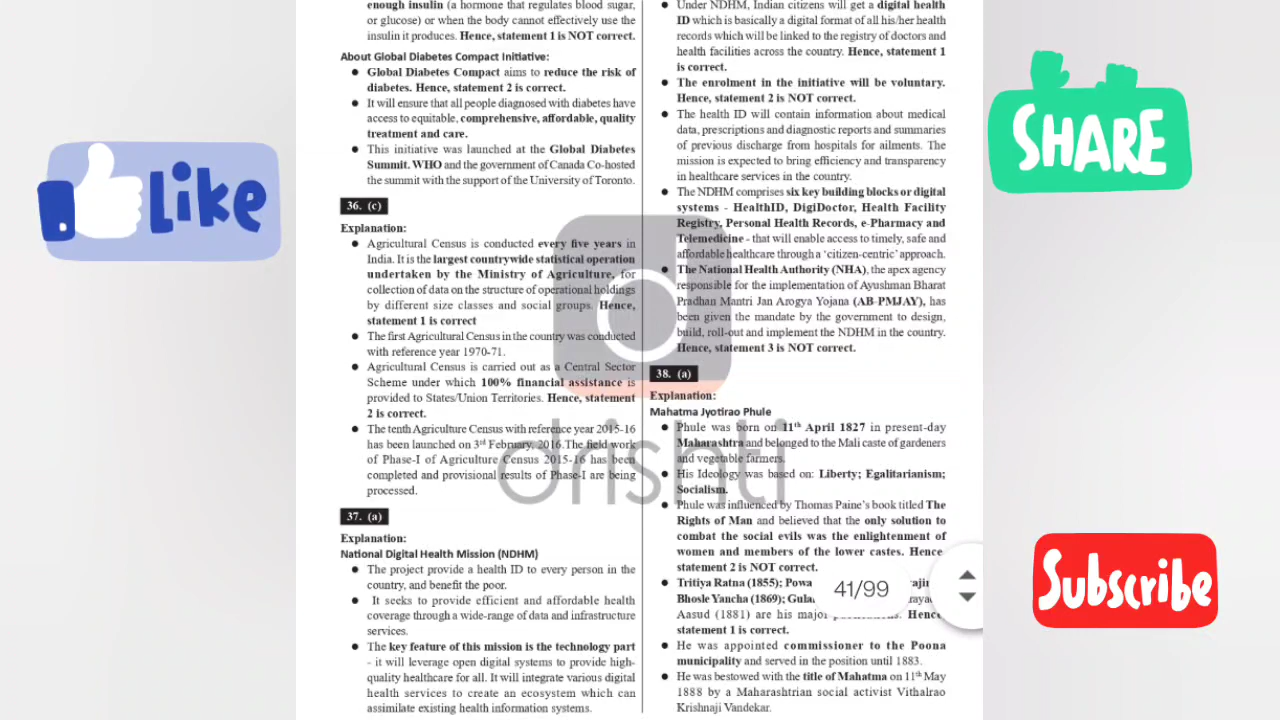 enough insulin (a hormone that regulates blood sugar,
or glucose) or when the body cannot effectively use the
insulin it produces. Hence, statement 1 is NOT correct.
About Global Diabetes Compact Initiative:
● Global Diabetes Compact aims to reduce the risk of
diabetes. Hence, statement 2 is correct.
● It will ensure that all people diagnosed with diabetes have
access to equitable, comprehensive, affordable, quality
treatment and care.
● This initiative was launched at the Global Diabetes
Summit. WHO and the government of Canada Co-hosted
the summit with the support of the University of Toronto.
36. (c)
Explanation:
● Agricultural Census is conducted every five years in
India. It is the largest countrywide statistical operation
undertaken by the Ministry of Agriculture, for
collection of data on the structure of operational holdings
by different size classes and social groups. Hence,
statement 1 is correct
● The first Agricultural Census in the country was conducted
with reference year 1970-71.
● Agricultural Census is carried out as a Central Sector
Scheme under which 100% financial assistance is
provided to States/Union Territories. Hence, statement
2 is correct.
● The tenth Agriculture Census with reference year 2015-16
has been launched on 3rd February, 2016.The field work
of Phase-I of Agriculture Census 2015-16 has been
completed and provisional results of Phase-I are being
processed.
37. (a)
Explanation:
National Digital Health Mission (NDHM)
● The project provide a health ID to every person in the
country, and benefit the poor.
● It seeks to provide efficient and affordable health
coverage through a wide-range of data and infrastructure
services.
● The key feature of this mission is the technology part
- it will leverage open digital systems to provide high-
quality healthcare for all. It will integrate various digital
health services to create an ecosystem which can
assimilate existing health information systems.
● Under NDHM, Indian citizens will get a digital health
ID which is basically a digital format of all his/her health
records which will be linked to the registry of doctors and
health facilities across the country. Hence, statement 1
is correct.
● The enrolment in the initiative will be voluntary.
Hence, statement 2 is NOT correct.
● The health ID will contain information about medical
data, prescriptions and diagnostic reports and summaries
of previous discharge from hospitals for ailments. The
mission is expected to bring efficiency and transparency
in healthcare services in the country.
● The NDHM comprises six key building blocks or digital
systems - HealthID, DigiDoctor, Health Facility
Registry, Personal Health Records, e-Pharmacy and
Telemedicine - that will enable access to timely, safe and
affordable healthcare through a 'citizen-centric' approach.
● The National Health Authority (NHA), the apex agency
responsible for the implementation of Ayushman Bharat
Pradhan Mantri Jan Arogya Yojana (AB-PMJAY), has
been given the mandate by the government to design,
build, roll-out and implement the NDHM in the country.
Hence, statement 3 is NOT correct.
38. (a)
Explanation:
Mahatma Jyotirao Phule
● Phule was born on 11th April 1827 in present-day
Maharashtra and belonged to the Mali caste of gardeners
and vegetable farmers.
● His Ideology was based on: Liberty; Egalitarianism;
Socialism.
● Phule was influenced by Thomas Paine's book titled The
Rights of Man and believed that the only solution to
combat the social evils was the enlightenment of
women and members of the lower castes. Hence
statement 2 is NOT correct.
● Tritiya Ratna (1855); Powa
Bhosle Yancha (1869);
Aasud (1881) are his major Hence
statement 1 is correct.
● He was appointed commissioner to the Poona
municipality and served in the position until 1883.
● He was bestowed with the title of Mahatma on 11th May
1888 by a Maharashtrian social activist Vithalrao
Krishnaji Vandekar.
41/99
drishti
Like
SHARE
Subscribe